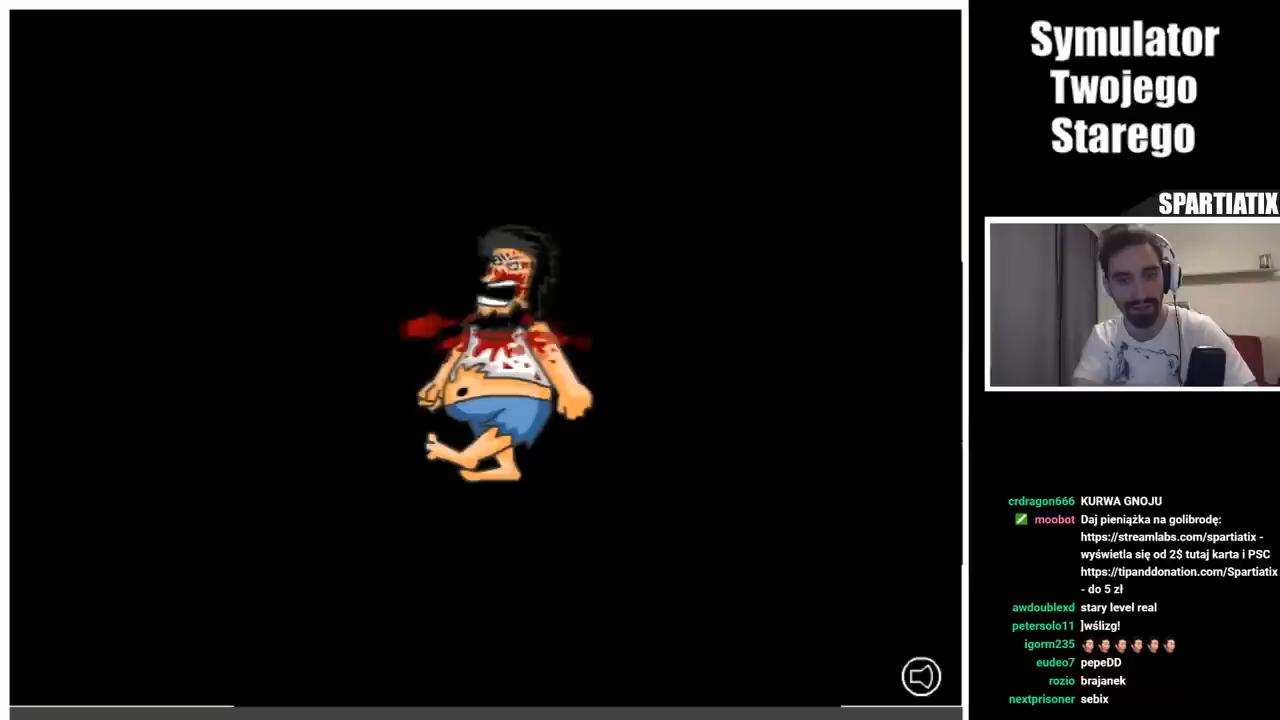 Symulator
Twojego
Starego
SPARTIATIX
crdragon666 KURWA GNOJU
moobot Daj pieniążka na golibrodę:
https://streamlabs.com/spartiatix -
wyświetla się od 2$ tutaj karta i PSC
https://tipanddonation.com/Spartiatix
- do 5 zł
awdoublexd stary level real
petersolo11 ]wślizg!
igorm235
eudeo7 pepeDD
rozio brajanek
nextprisoner sebix